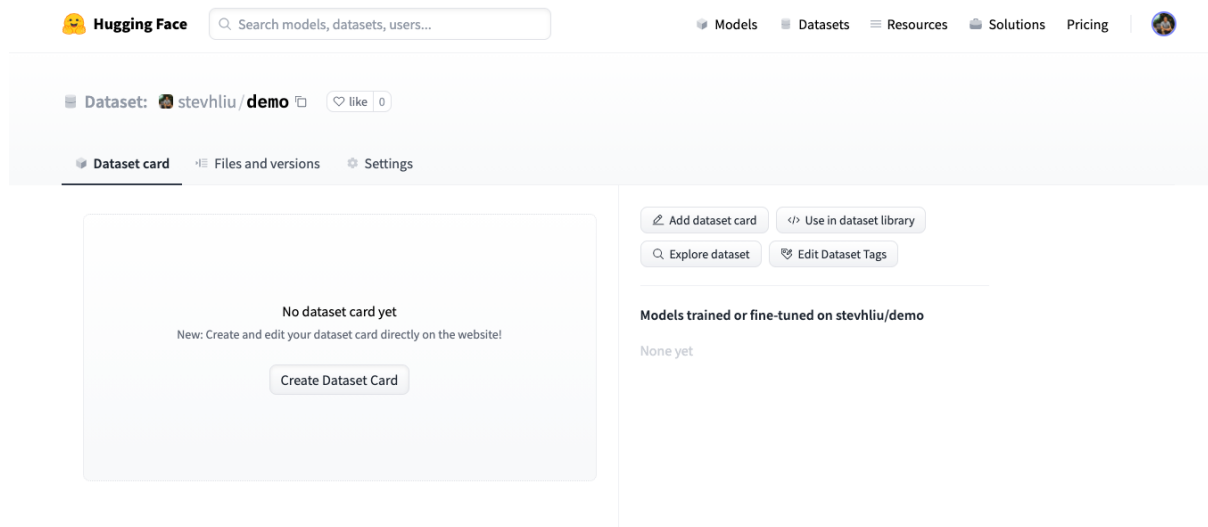 Hugging Face Search models, datasets, users... Models Datasets Resources Solutions Pricing
Dataset: stevhliu/demo like 0
Dataset card Files and versions Settings
No dataset card yet
New: Create and edit your dataset card directly on the website!
Create Dataset Card
Add dataset card Use in dataset library
Explore dataset Edit Dataset Tags
Models trained or fine-tuned on stevhliu/demo
None yet